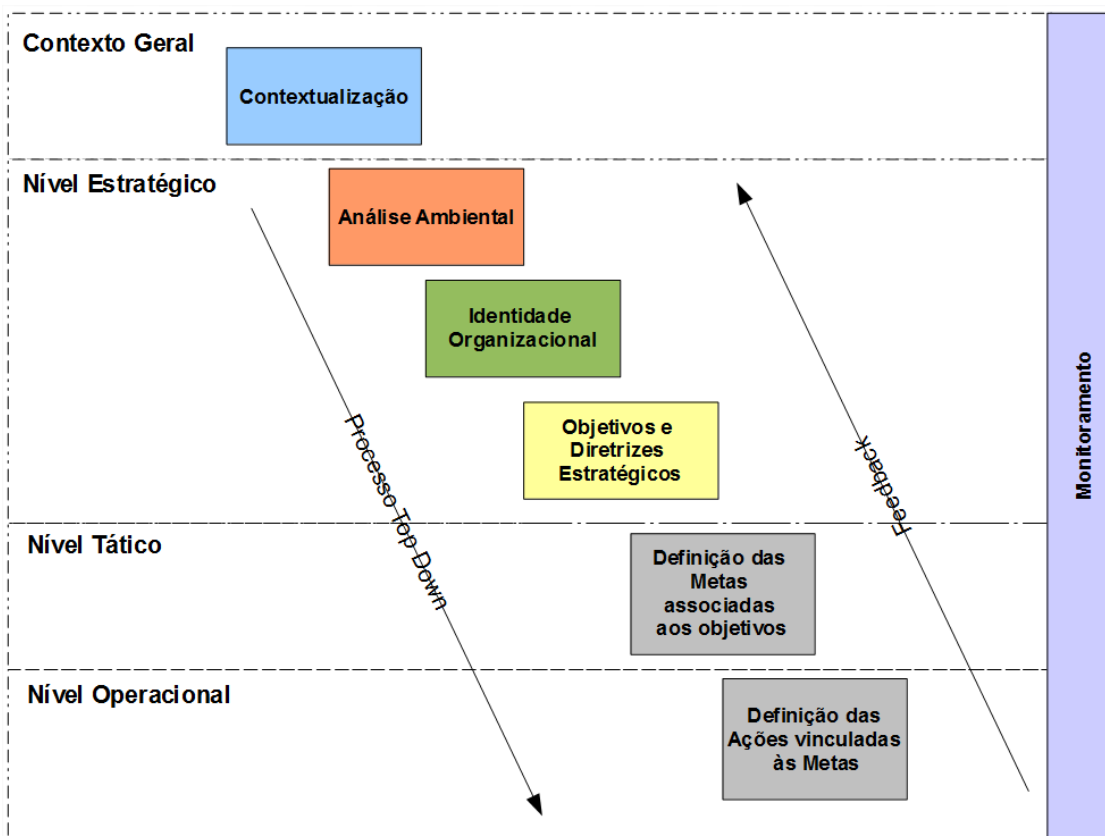 Contexto Geral
Contextualização
Nível Estratégico
Análise Ambiental
Identidade
Organizacional
Objetivos e
Diretrizes
Estratégicos
Processo Top Down
Feedback
Monitoramento
Nível Tático
Definição das
Metas
associadas
aos objetivos
Nível Operacional
Definição das
Ações vinculadas
às Metas